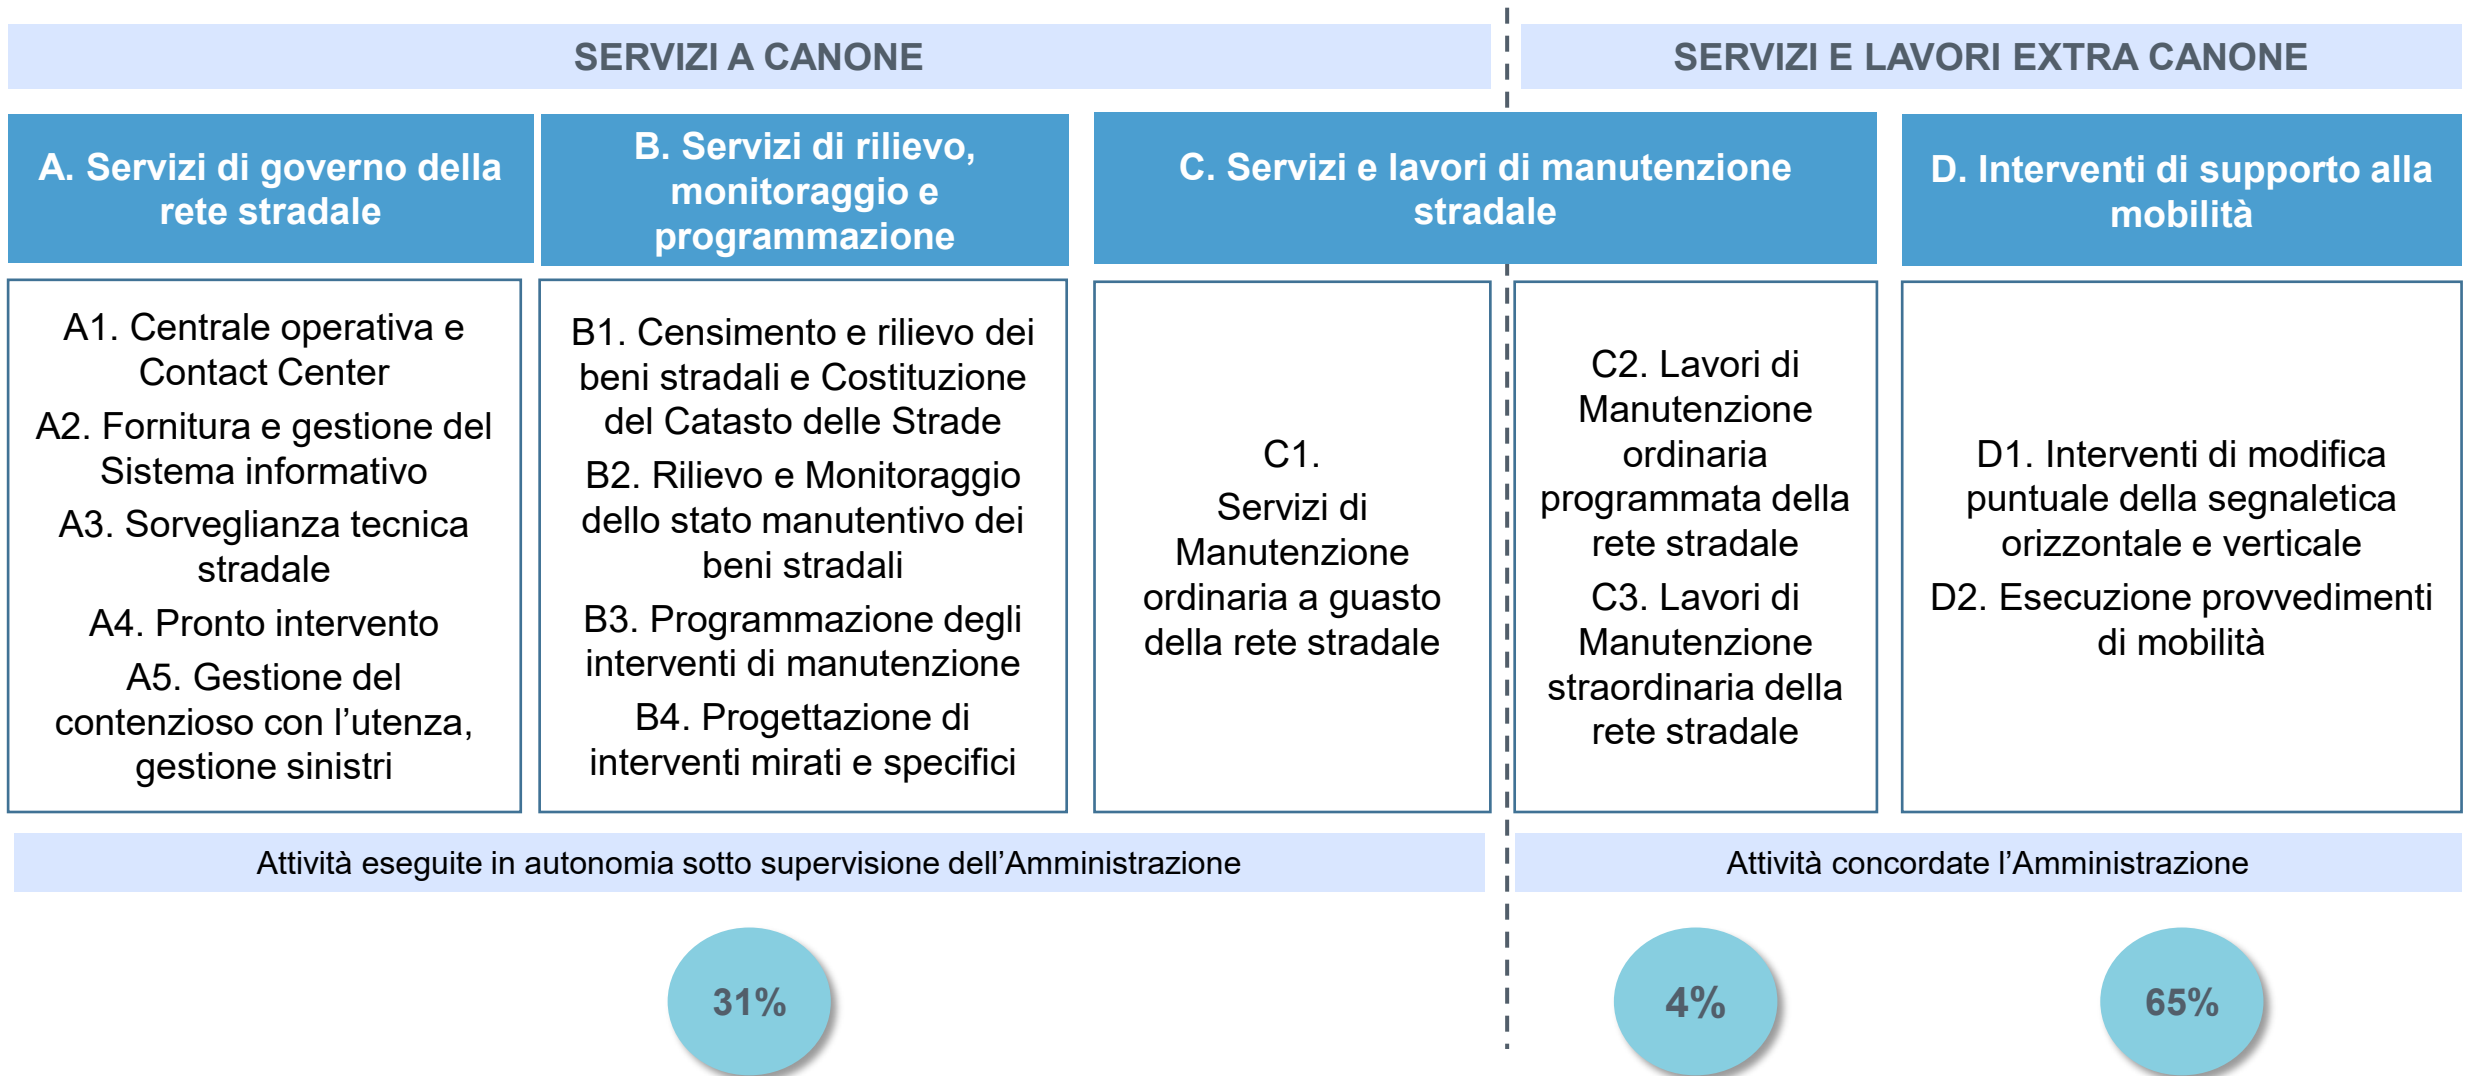 SERVIZI A CANONE
SERVIZI E LAVORI EXTRA CANONE
A. Servizi di governo della
rete stradale
B. Servizi di rilievo,
monitoraggio e
programmazione
C. Servizi e lavori di manutenzione
stradale
D. Interventi di supporto alla
mobilità
A1. Centrale operativa e
Contact Center
A2. Fornitura e gestione del
Sistema informativo
A3. Sorveglianza tecnica
stradale
A4. Pronto intervento
A5. Gestione del
contenzioso con l’utenza,
gestione sinistri
B1. Censimento e rilievo dei
beni stradali e Costituzione
del Catasto delle Strade
B2. Rilievo e Monitoraggio
dello stato manutentivo dei
beni stradali
B3. Programmazione degli
interventi di manutenzione
B4. Progettazione di
interventi mirati e specifici
C1.
Servizi di
Manutenzione
ordinaria a guasto
della rete stradale
C2. Lavori di
Manutenzione
ordinaria
programmata della
rete stradale
C3. Lavori di
Manutenzione
straordinaria della
rete stradale
D1. Interventi di modifica
puntuale della segnaletica
orizzontale e verticale
D2. Esecuzione provvedimenti
di mobilità
Attività eseguite in autonomia sotto supervisione dell’Amministrazione
Attività concordate l’Amministrazione
31%
4%
65%